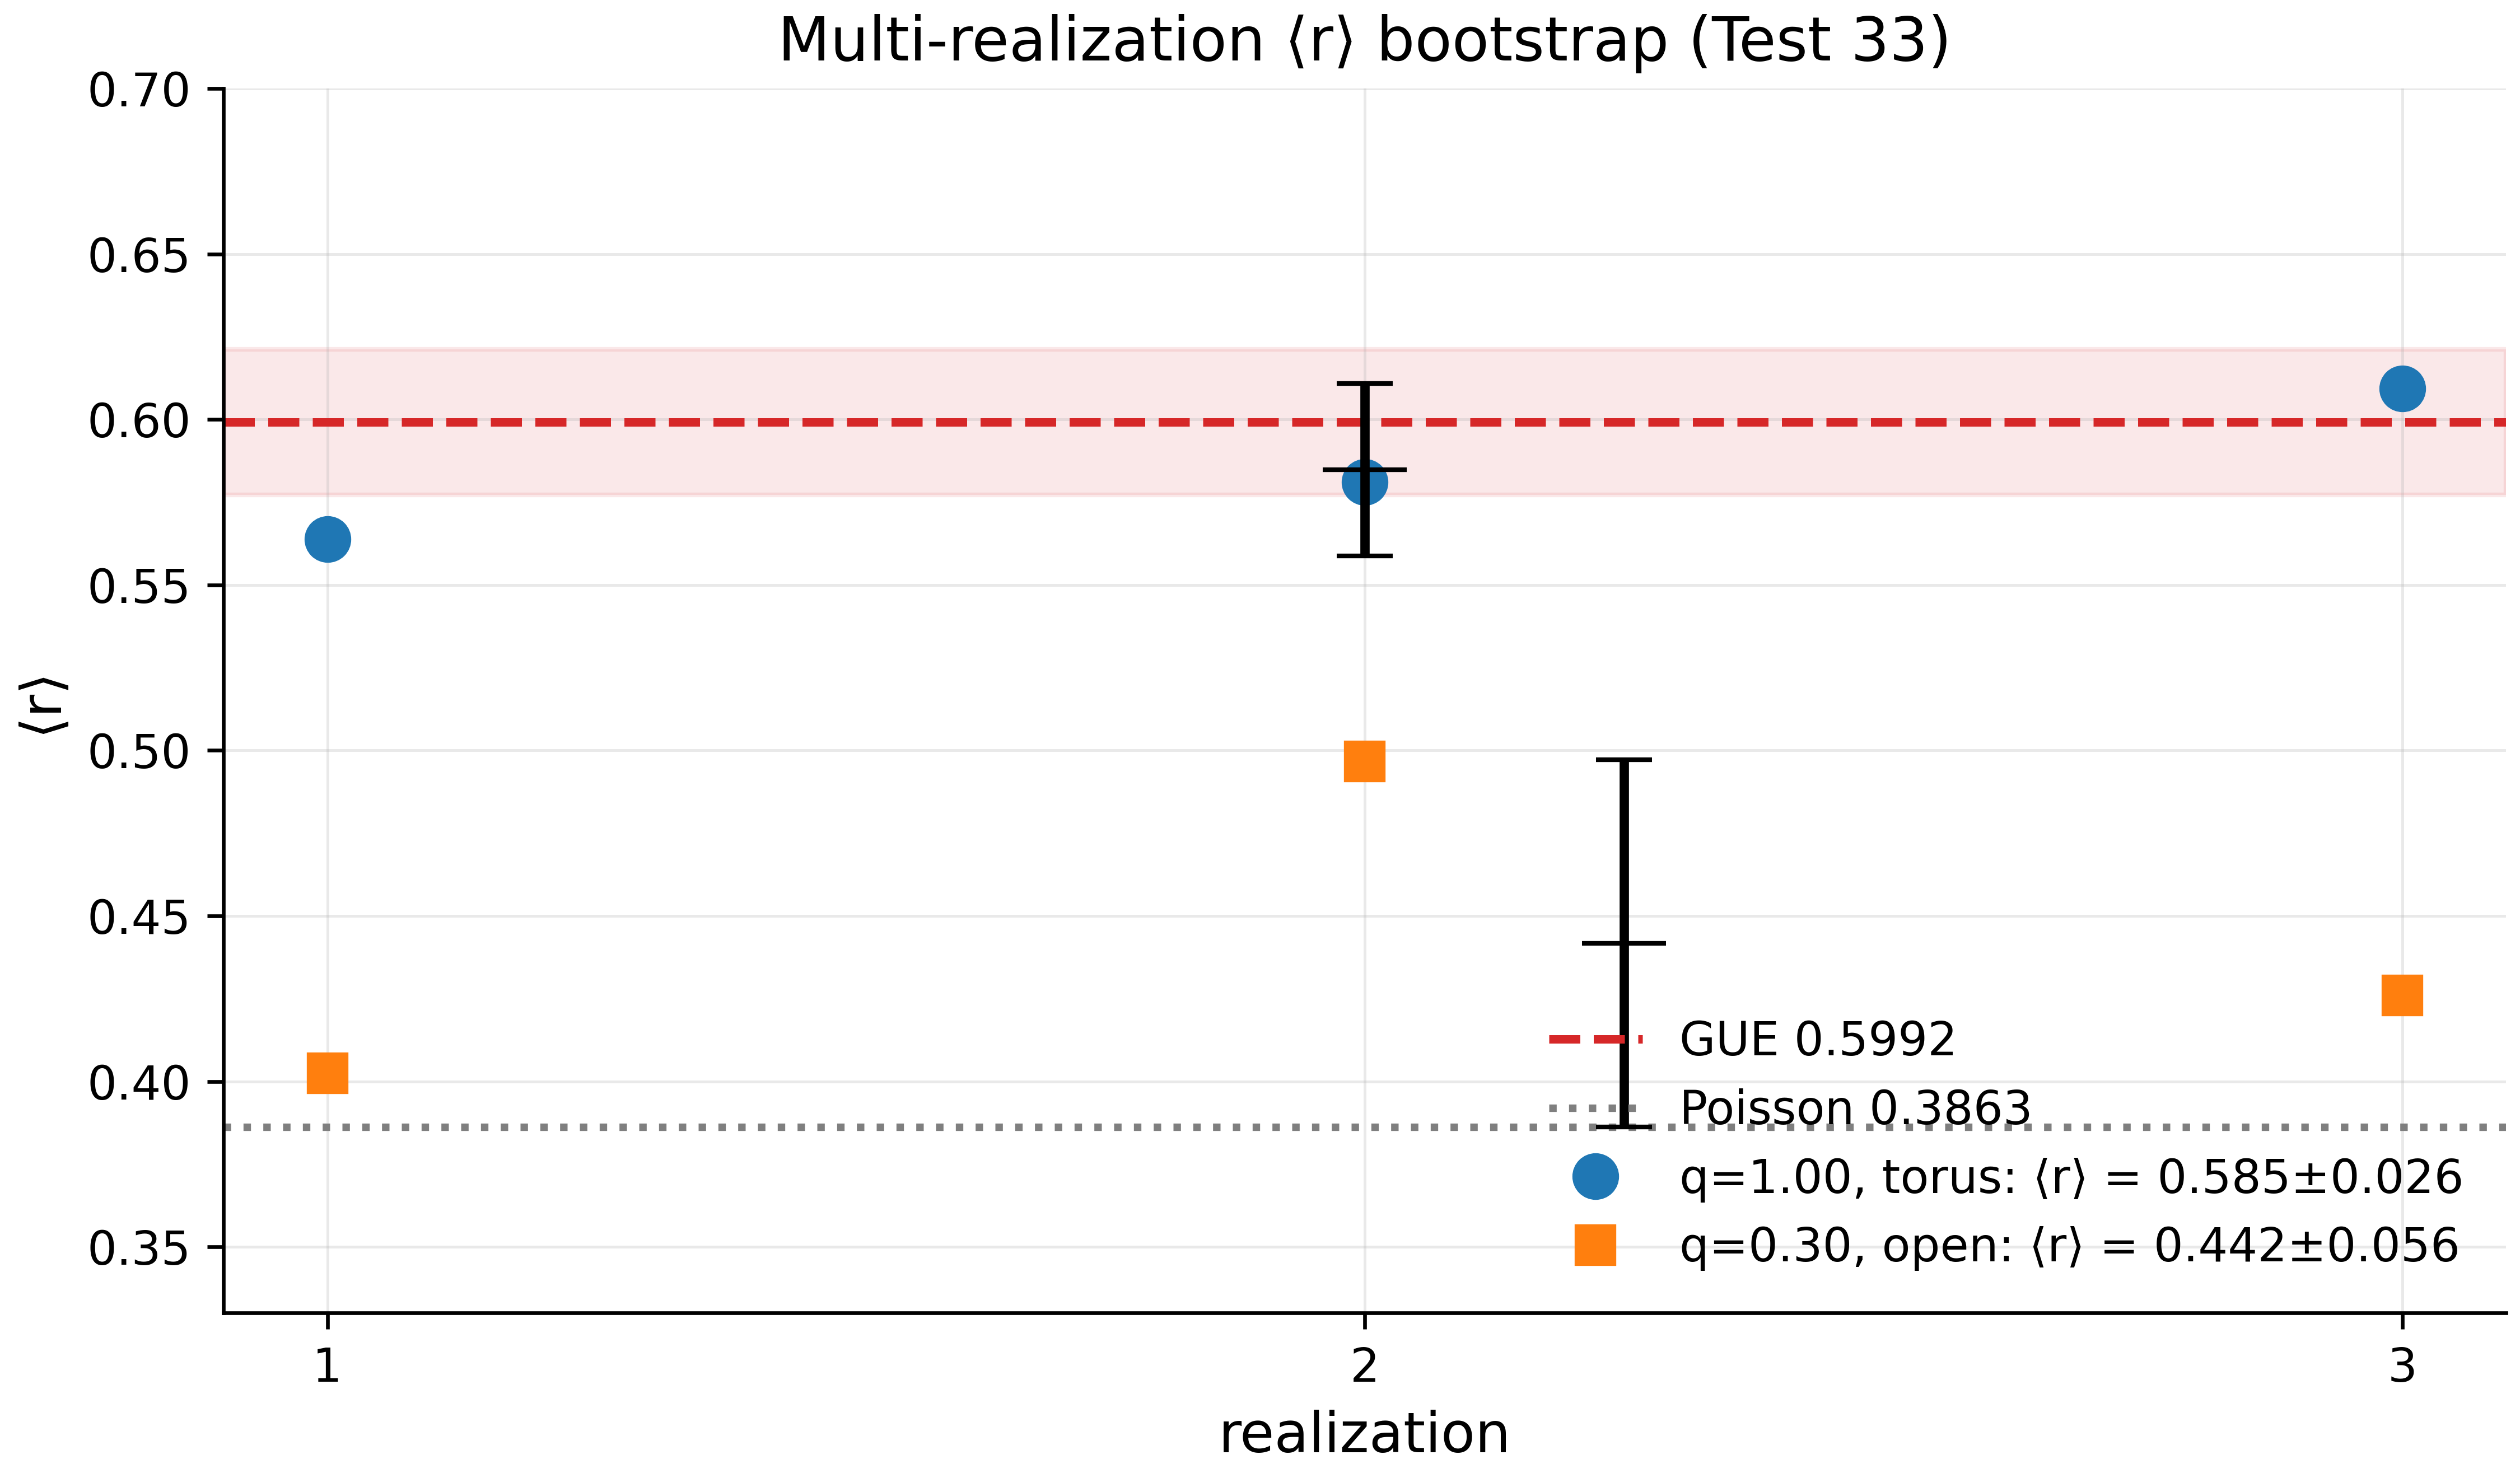 Multi-realization ⟨r⟩ bootstrap (Test 33)
0.70
0.65
0.60
0.55
0.50
0.45
0.40
0.35
⟨r⟩
GUE 0.5992
Poisson 0.3863
q=1.00, torus: ⟨r⟩ = 0.585±0.026
q=0.30, open: ⟨r⟩ = 0.442±0.056
1
2
3
realization